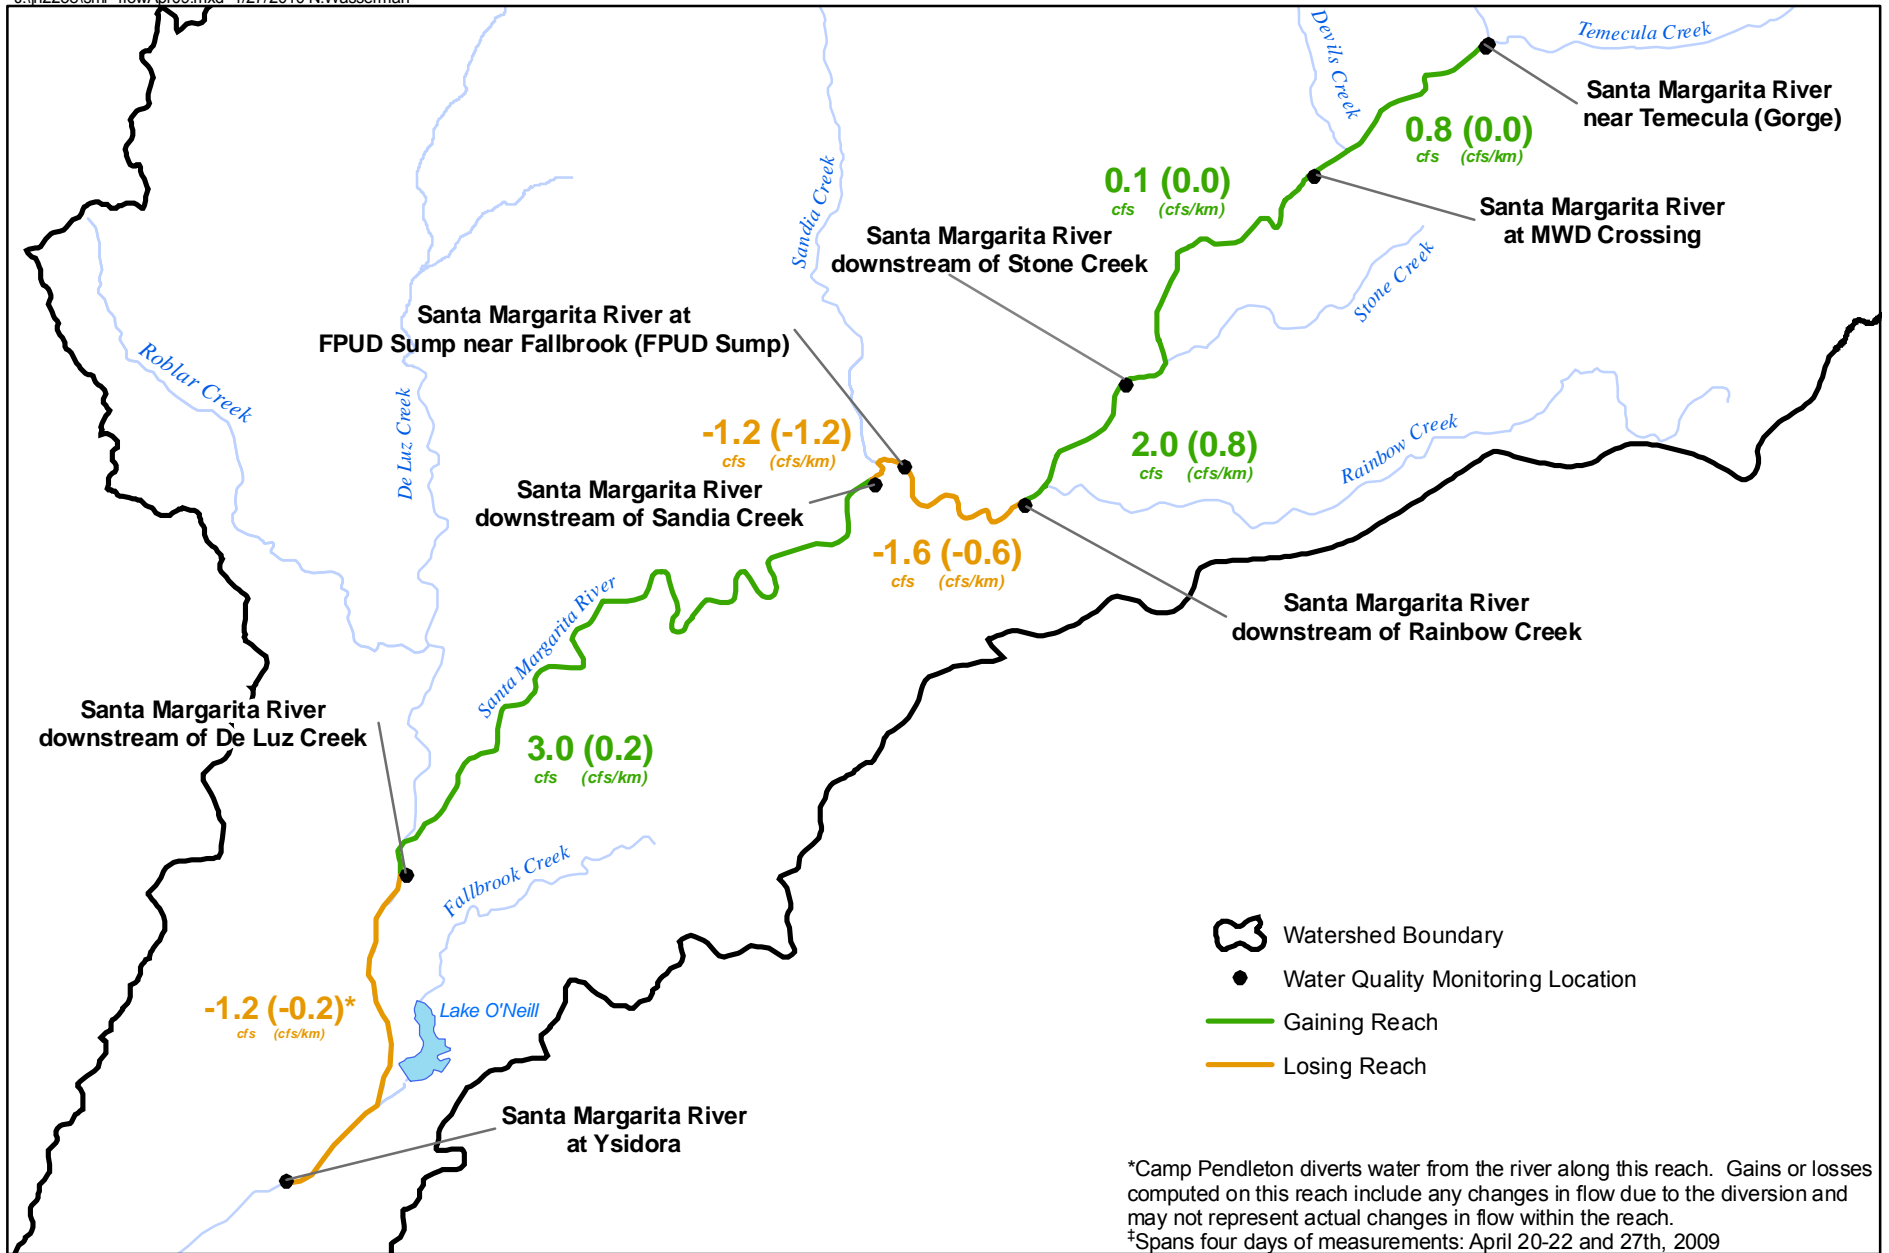 Devils Creek
Temecula Creek
Santa Margarita River
near Temecula (Gorge)
0.8 (0.0)
cfs (cfs/km)
0.1 (0.0)
cfs (cfs/km)
Santa Margarita River
at MWD Crossing
Sandia Creek
Santa Margarita River
downstream of Stone Creek
Stone Creek
Santa Margarita River at
FPUD Sump near Fallbrook (FPUD Sump)
Roblar Creek
De Luz Creek
-1.2 (-1.2)
cfs (cfs/km)
2.0 (0.8)
cfs (cfs/km)
Rainbow Creek
Santa Margarita River
downstream of Sandia Creek
-1.6 (-0.6)
cfs (cfs/km)
Santa Margarita River
downstream of Rainbow Creek
Santa Margarita River
Santa Margarita River
downstream of De Luz Creek
3.0 (0.2)
cfs (cfs/km)
Fallbrook Creek
-1.2 (-0.2)*
cfs (cfs/km)
Lake O'Neill
Santa Margarita River
at Ysidora
Watershed Boundary
Water Quality Monitoring Location
Gaining Reach
Losing Reach
*Camp Pendleton diverts water from the river along this reach. Gains or losses
computed on this reach include any changes in flow due to the diversion and
may not represent actual changes in flow within the reach.
‡Spans four days of measurements: April 20-22 and 27th, 2009